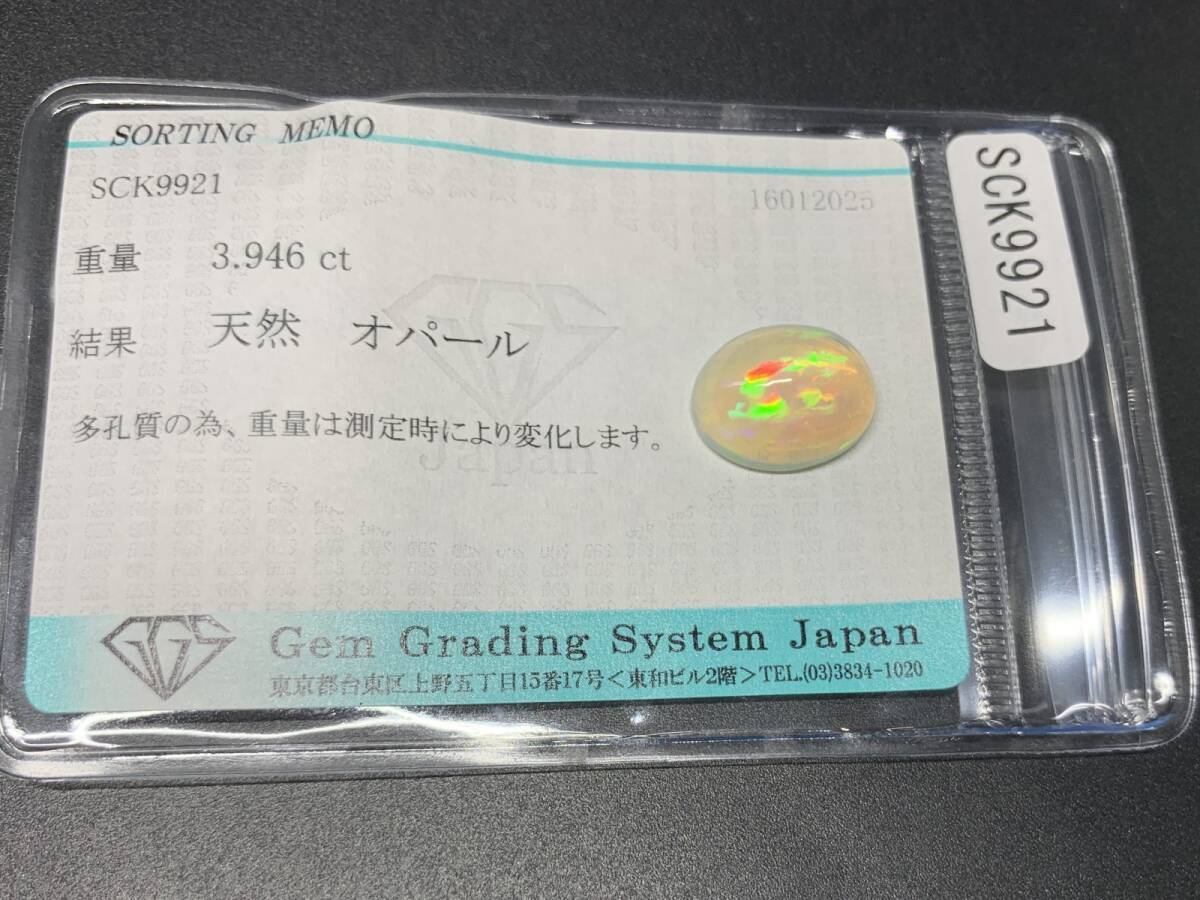 SORTING MEMO
SCK9921
16012025
重量 3.946 ct
結果 天然 オパール
多孔質の為、重量は測定時により変化します。
GGS
Japan
GGS
Gem Grading System Japan
東京都台東区上野五丁目15番17号<東和ビル2階>TEL.(03)3834-1020
SCK9921